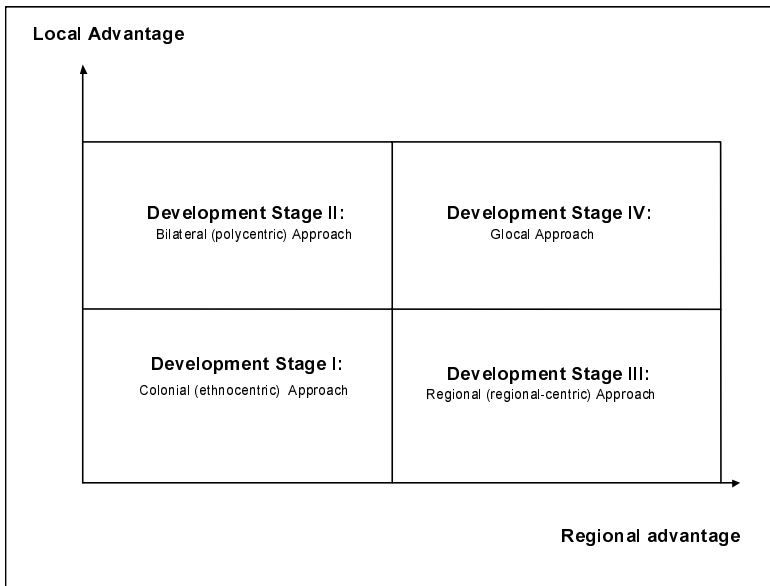 Local Advantage
Development Stage II:
Bilateral (polycentric) Approach
Development Stage IV:
Glocal Approach
Development Stage I:
Colonial (ethnocentric) Approach
Development Stage III:
Regional (regional-centric) Approach
Regional advantage